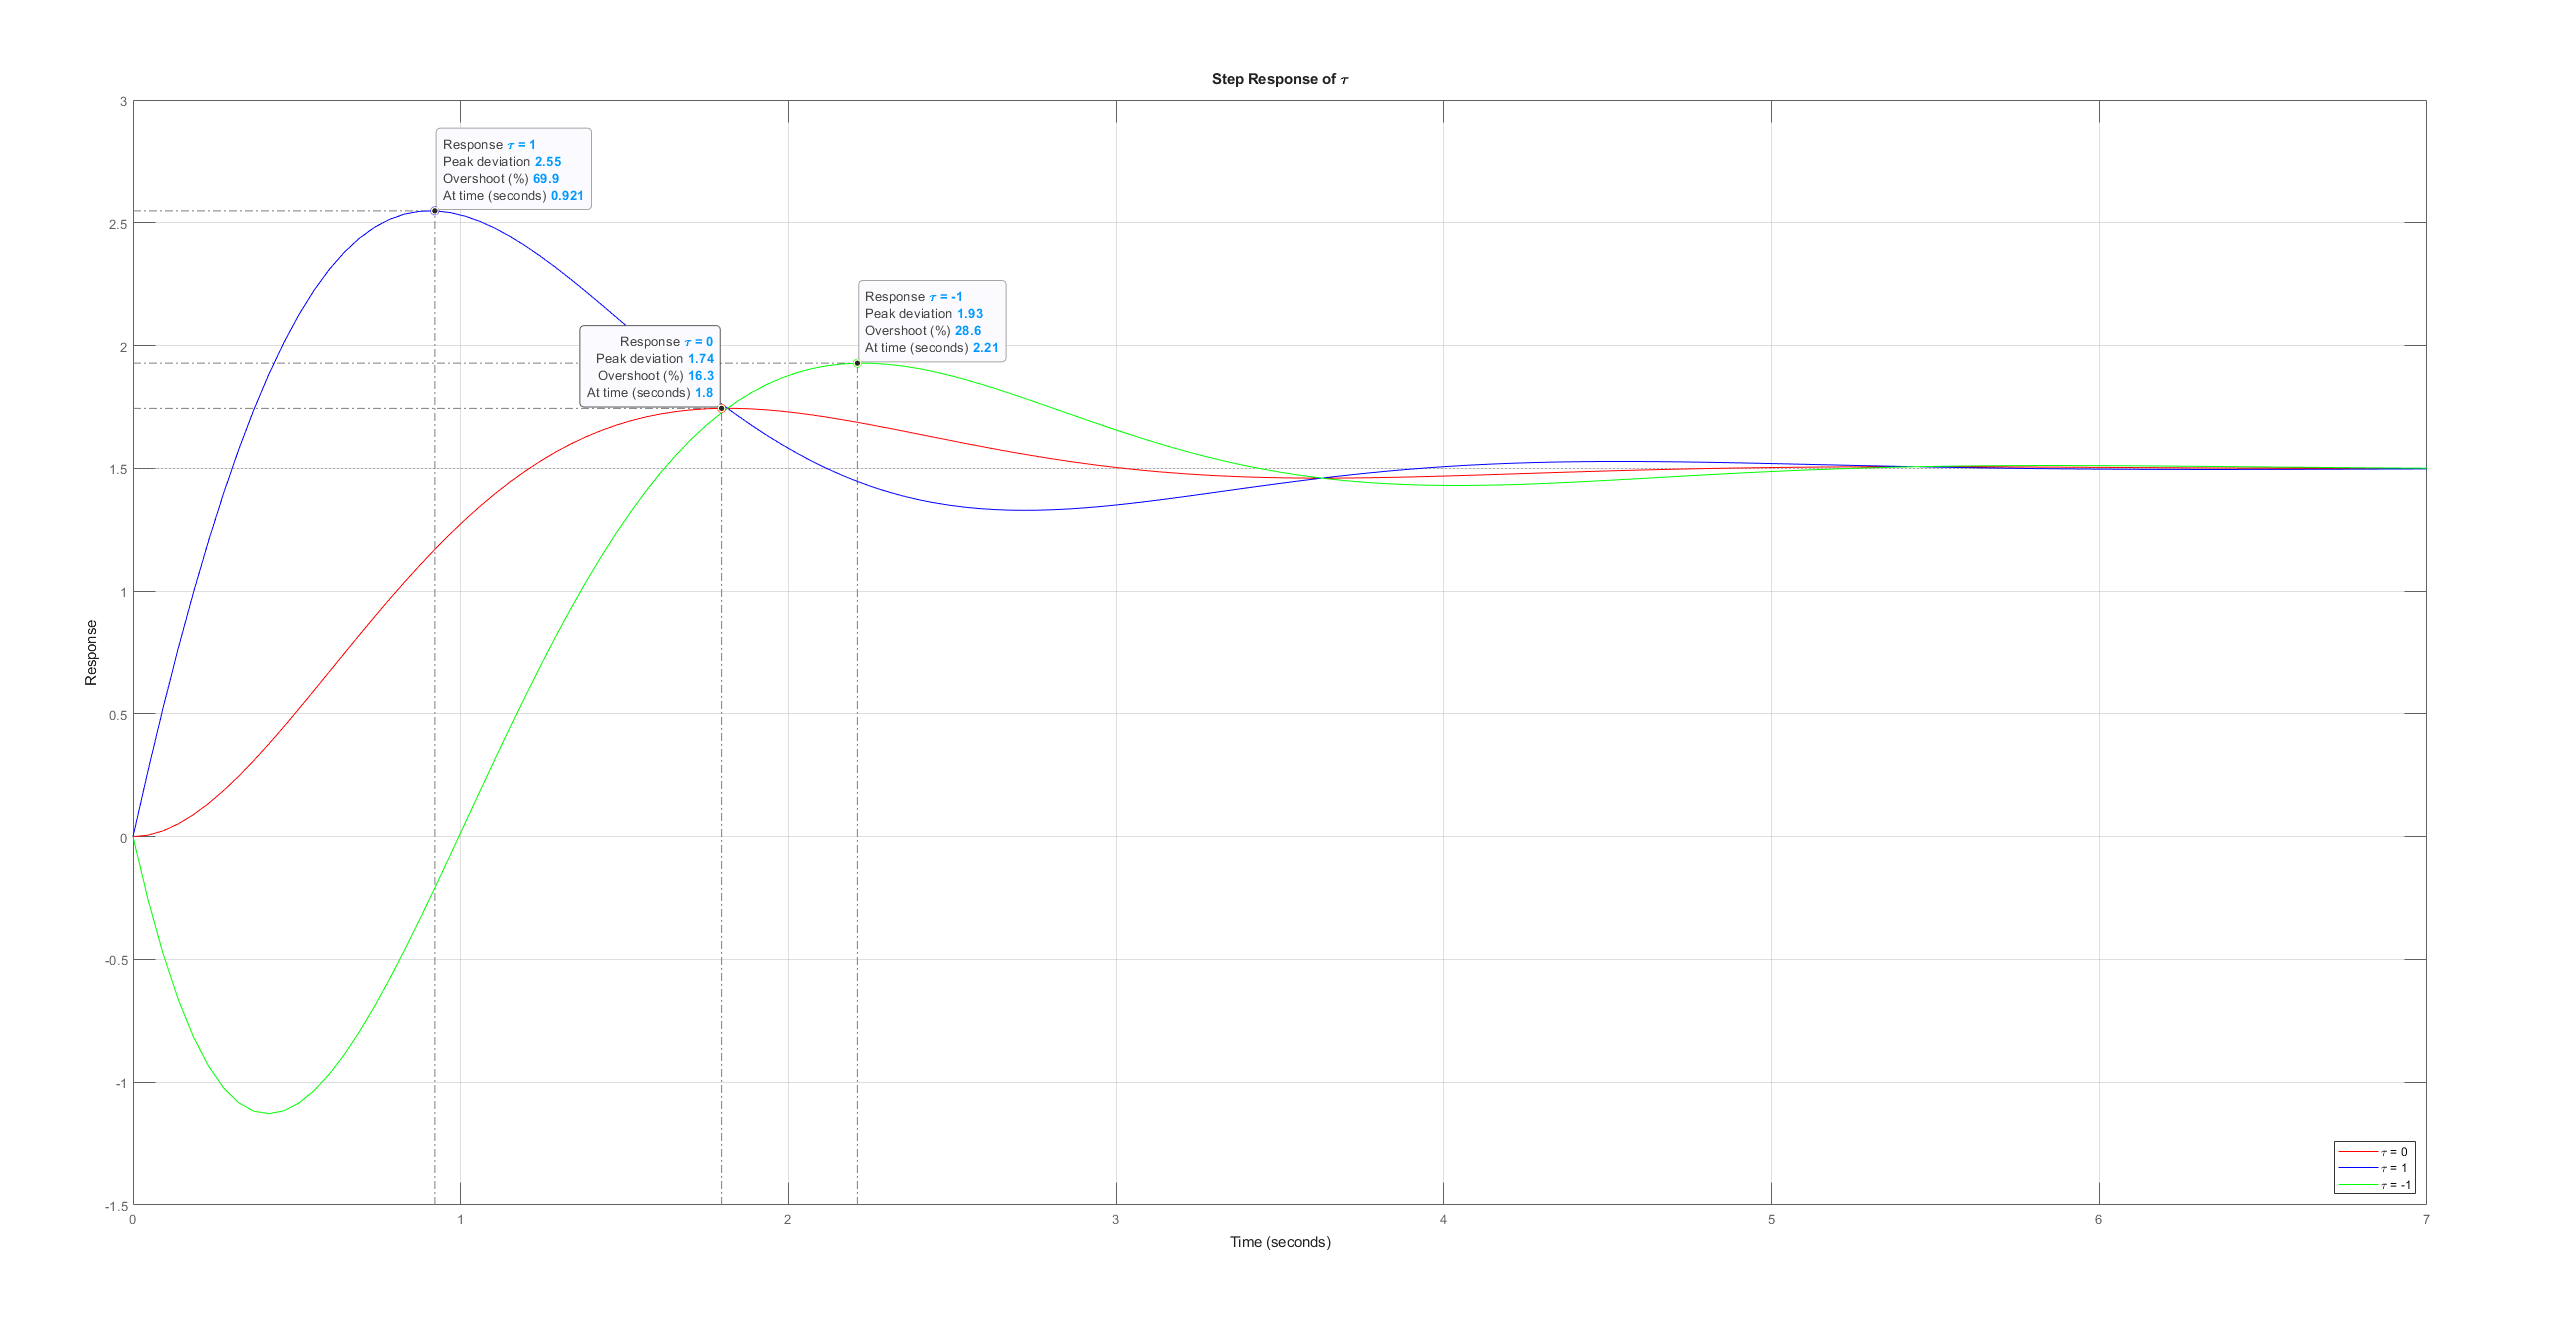 Step Response of τ
3
2.5
2
1.5
1
0.5
0
-0.5
-1
-1.5
Response
Response τ = 1
Peak deviation 2.55
Overshoot (%) 69.9
At time (seconds) 0.921
Response τ = 0
Peak deviation 1.74
Overshoot (%) 16.3
At time (seconds) 1.8
Response τ = -1
Peak deviation 1.93
Overshoot (%) 28.6
At time (seconds) 2.21
τ = 0
τ = 1
τ = -1
0 1 2 3 4 5 6 7
Time (seconds)